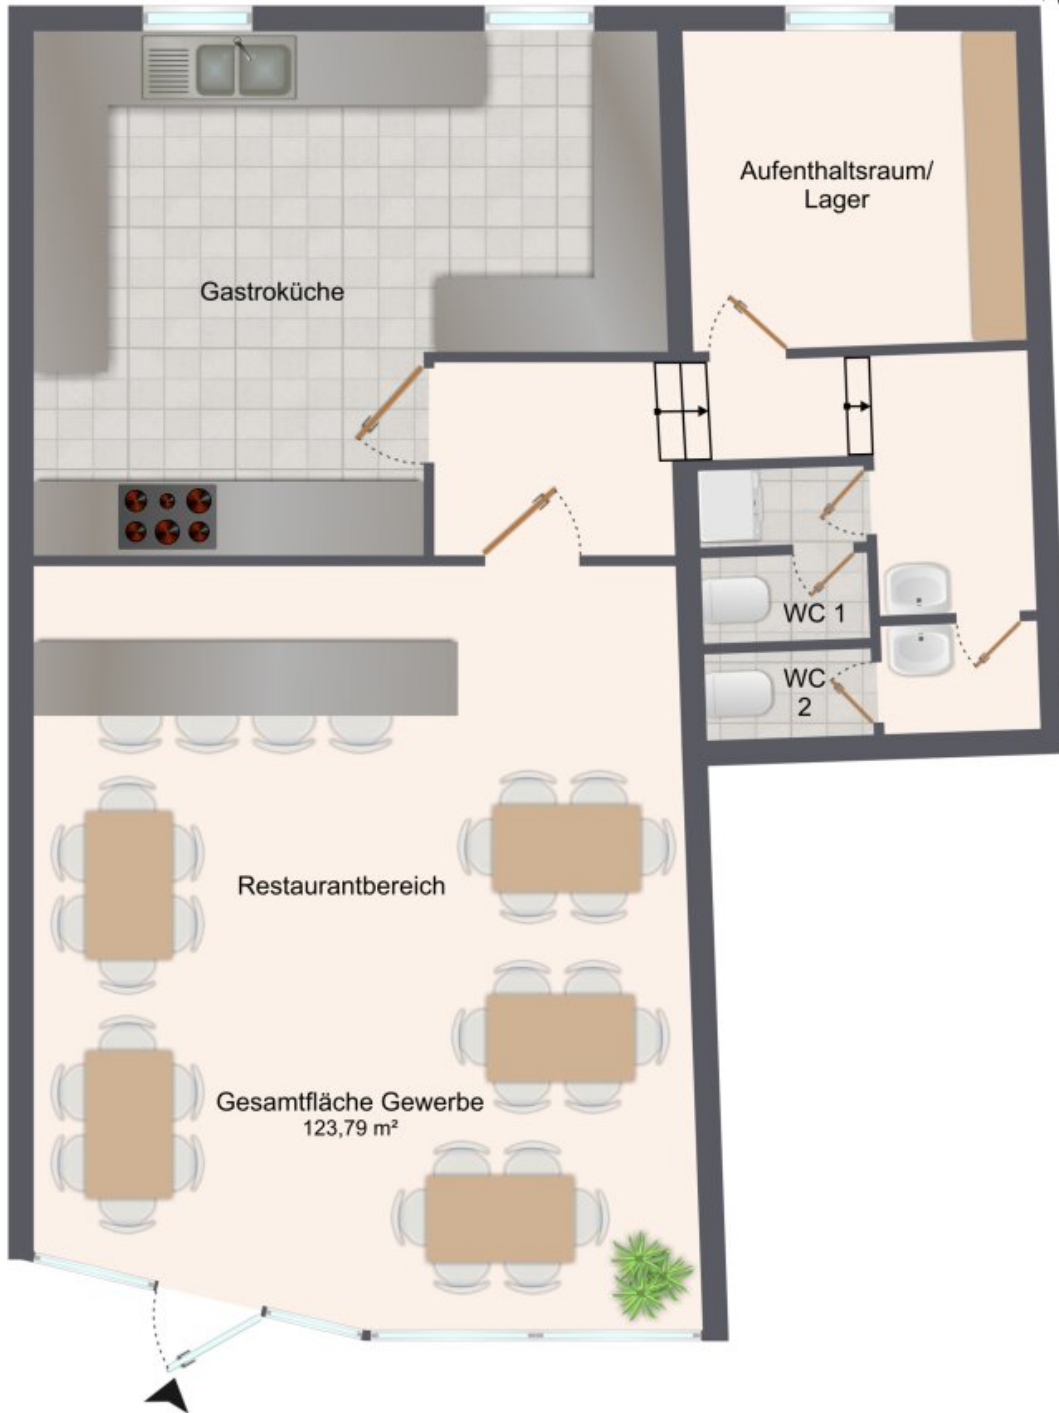 Aufenthaltsraum/
Lager
Gastroküche
WC 1
WC
2
Restaurantbereich
Gesamtfläche Gewerbe
123,79 m²